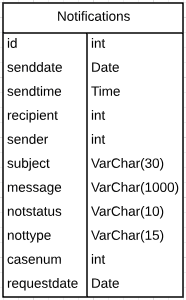 Notifications
id int
senddate Date
sendtime Time
recipient int
sender int
subject VarChar(30)
message VarChar(1000)
notstatus VarChar(10)
nottype VarChar(15)
casenum int
requestdate Date